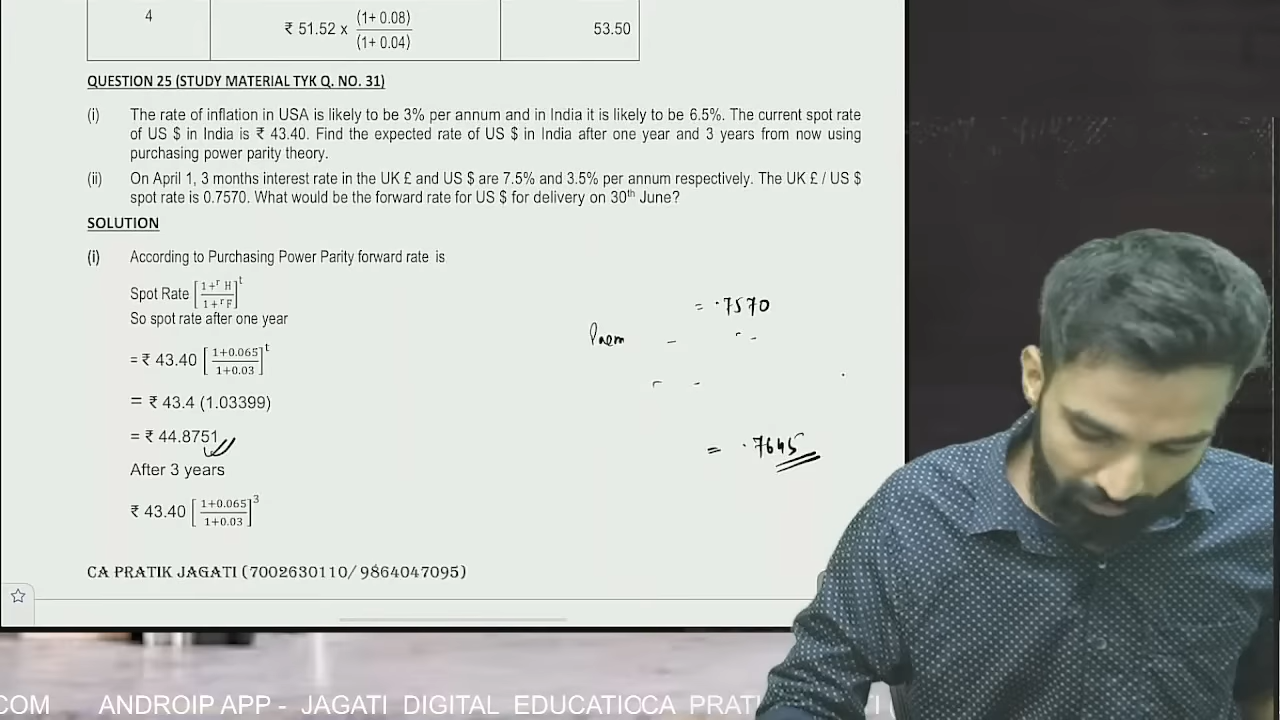 4
₹ 51.52 x (1+ 0.08) / (1+ 0.04)
53.50
QUESTION 25 (STUDY MATERIAL TYK Q. NO. 31)
(i) The rate of inflation in USA is likely to be 3% per annum and in India it is likely to be 6.5%. The current spot rate
of US $ in India is ₹ 43.40. Find the expected rate of US $ in India after one year and 3 years from now using
purchasing power parity theory.
(ii) On April 1, 3 months interest rate in the UK £ and US $ are 7.5% and 3.5% per annum respectively. The UK £ / US $
spot rate is 0.7570. What would be the forward rate for US $ for delivery on 30th June?
SOLUTION
(i) According to Purchasing Power Parity forward rate is
Spot Rate [1+r H / 1+r F]^t
So spot rate after one year
= ₹ 43.40 [1+0.065 / 1+0.03]^t
= ₹ 43.4 (1.03399)
= ₹ 44.8751
After 3 years
₹ 43.40 [1+0.065 / 1+0.03]^3
= .7570
= .7645
CA PRATIK JAGATI (7002630110/ 9864047095)
COM ANDROIP APP - JAGATI DIGITAL EDUCATIOCA PRATI